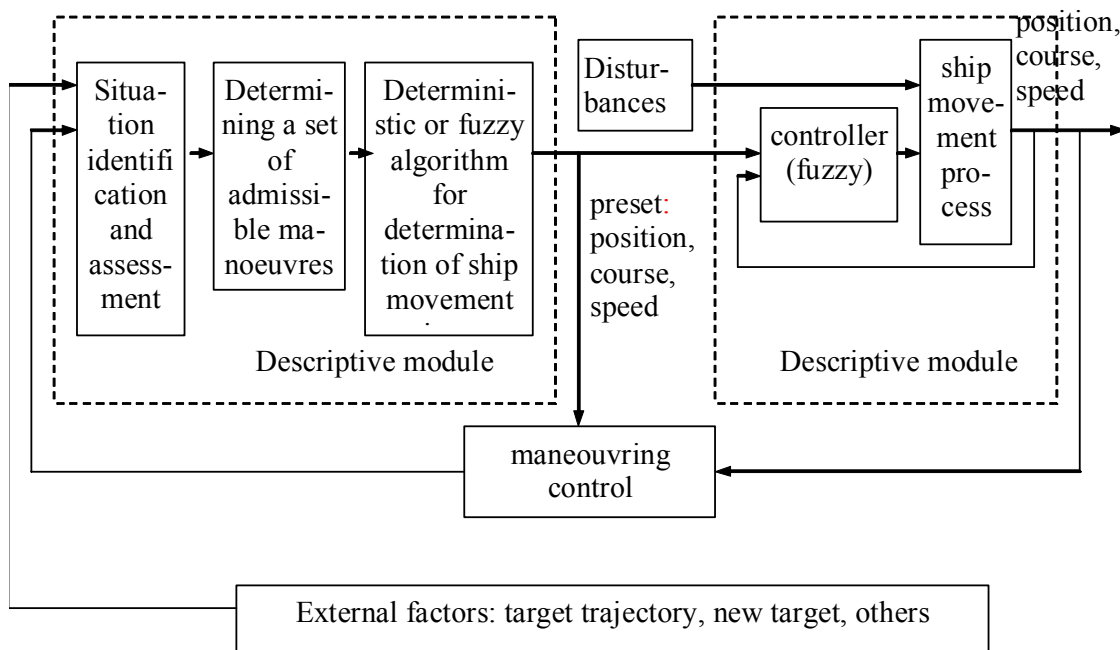 Situa-
tion
identifi
cation
and
assess-
ment
Determi-
ning a set
of
admissi-
ble ma-
noeuvres
Determini-
stic or fuzzy
algorithm
for
determina-
tion of ship
movement
Descriptive module
preset:
position,
course,
speed
Distur-
bances
controller
(fuzzy)
ship
move-
ment
pro-
cess
position,
course,
speed
Descriptive module
maneouvring
control
External factors: target trajectory, new target, others